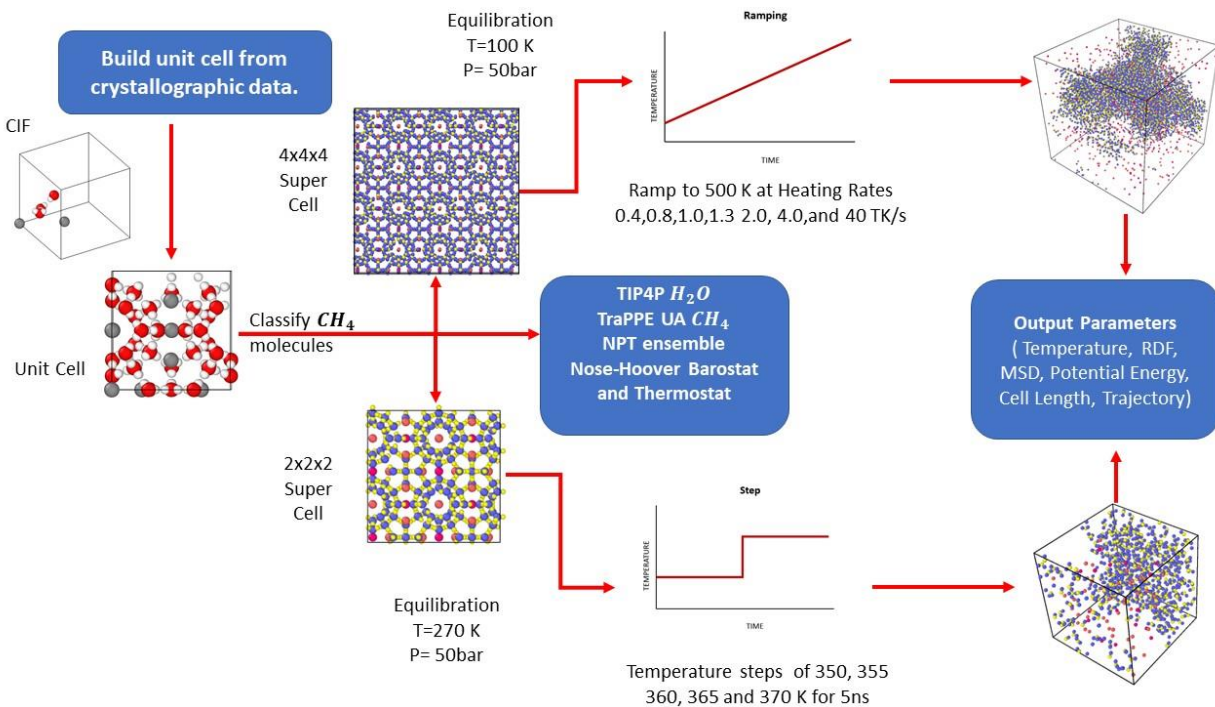 Build unit cell from
crystallographic data.
CIF
Unit Cell
Classify CH₄
molecules
4x4x4
Super
Cell
2x2x2
Super
Cell
Equilibration
T=100 K
P= 50bar
Ramping
TEMPERATURE
TIME
Ramp to 500 K at Heating Rates
0.4,0.8,1.0,1.3 2.0, 4.0,and 40 TK/s
TIP4P H₂O
TraPPE UA CH₄
NPT ensemble
Nose-Hoover Barostat
and Thermostat
Equilibration
T=270 K
P= 50bar
Step
TEMPERATURE
TIME
Temperature steps of 350, 355
360, 365 and 370 K for 5ns
Output Parameters
( Temperature, RDF,
MSD, Potential Energy,
Cell Length, Trajectory)